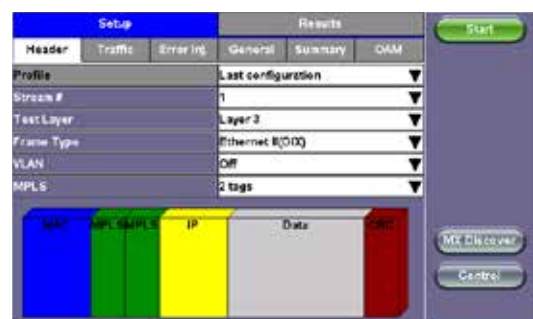 Setup Results
Header Traffic Error Inj. General Summary OAM
Profile Last configuration
Stream # 1
Test Layer Layer 3
Frame Type Ethernet II(DIX)
VLAN Off
MPLS 2 tags
MAC MPLS MPLS IP Data CRC
Start
MX Discover
Control